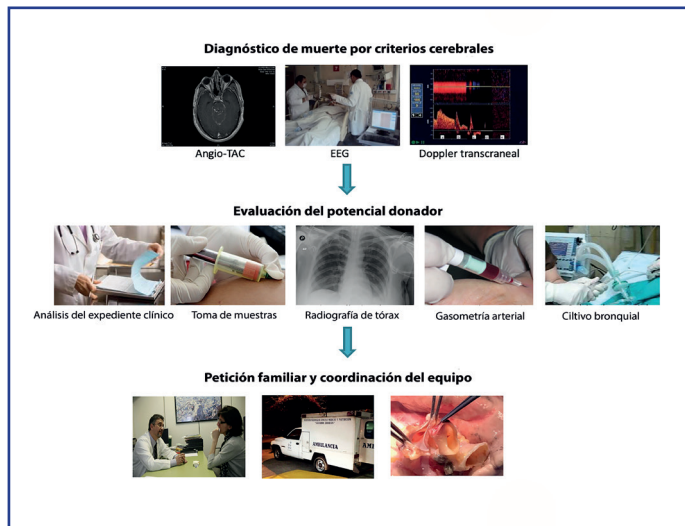 Diagnóstico de muerte por criterios cerebrales
Angio-TAC
EEG
Doppler transcraneal
Evaluación del potencial donador
Análisis del expediente clínico
Toma de muestras
Radiografía de tórax
Gasometría arterial
Ciltivo bronquial
Petición familiar y coordinación del equipo
AMBULANCIA